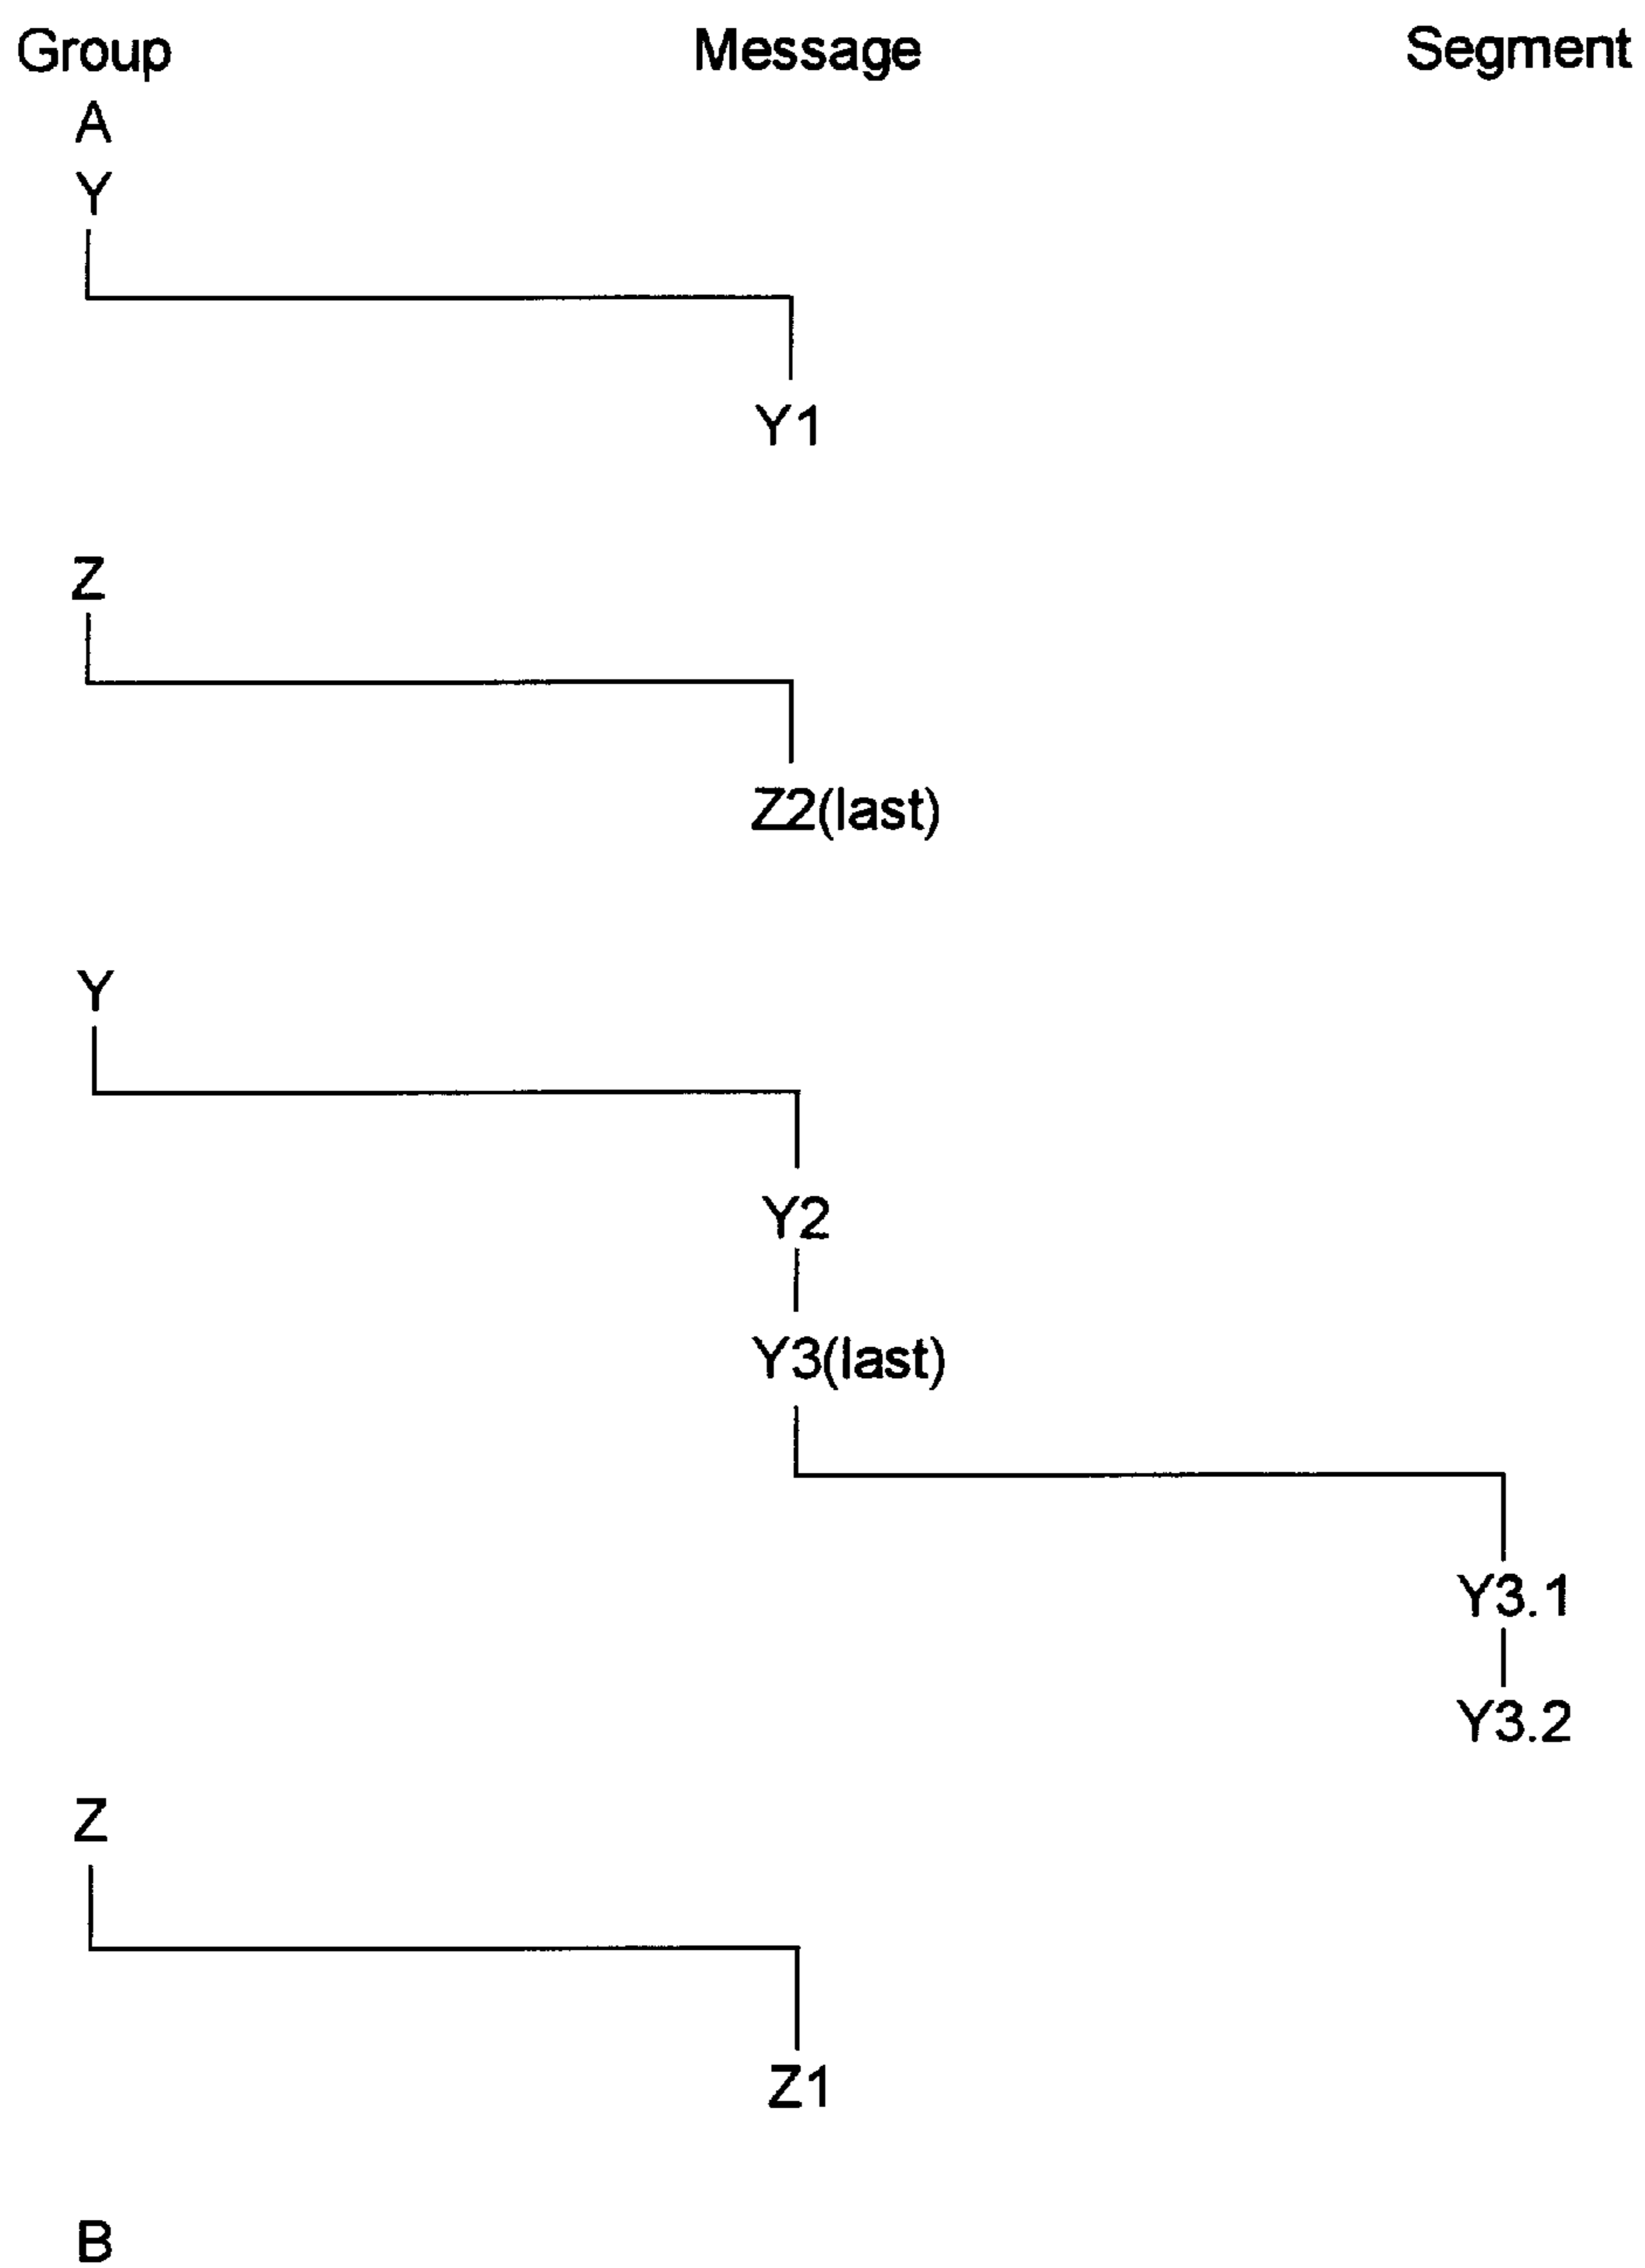 Group Message Segment
A
Y
Y1
Z
Z2(last)
Y
Y2
Y3(last)
Y3.1
Y3.2
Z
Z1
B